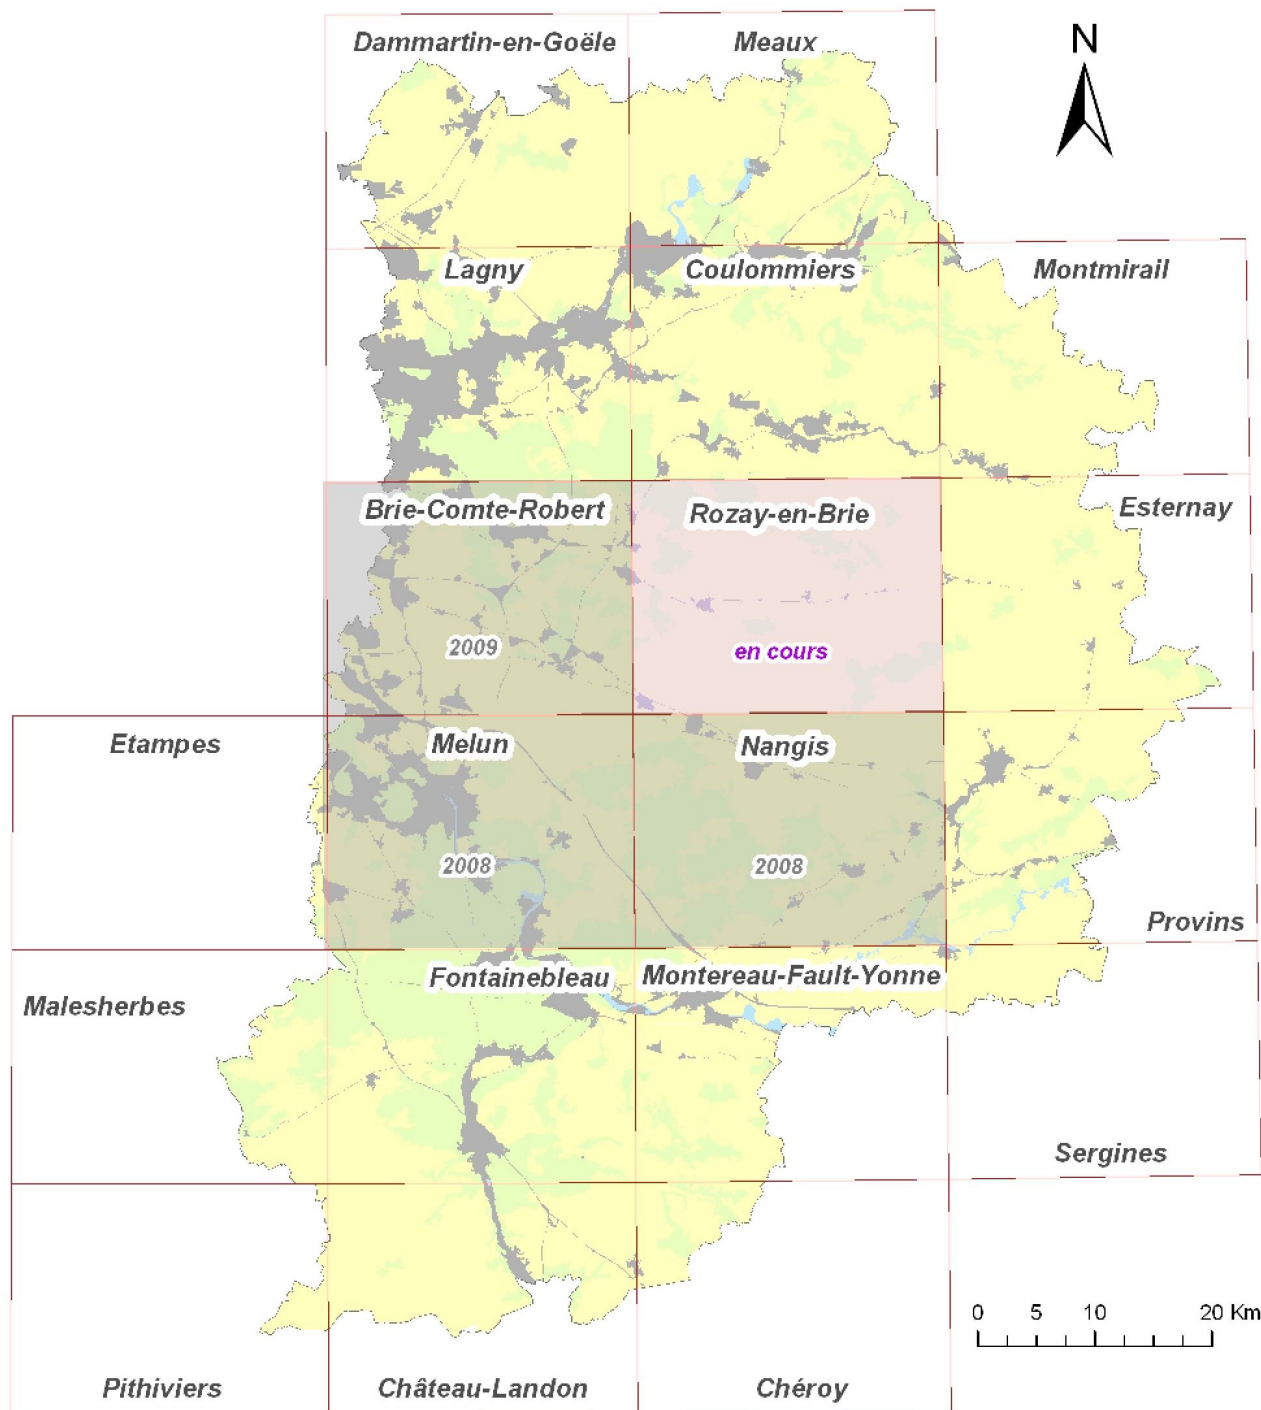 Dammartin-en-Goële
Meaux
N
Lagny
Coulommiers
Montmirail
Brie-Comte-Robert
Rozay-en-Brie
Esternay
2009
en cours
Etampes
Melun
Nangis
2008
2008
Provins
Malesherbes
Fontainebleau
Montereau-Fault-Yonne
Sergines
0 5 10 20 Km
Pithiviers
Château-Landon
Chéroy